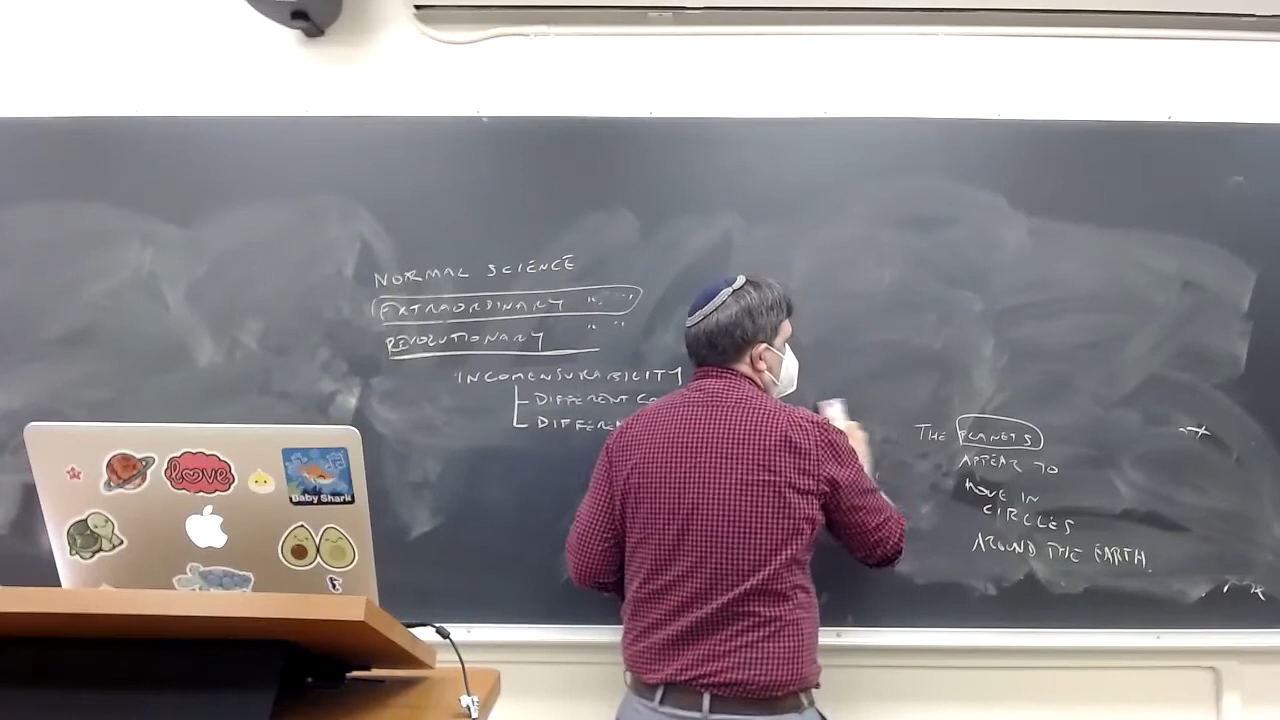 NORMAL SCIENCE
EXTRAORDINARY " "
REVOLUTIONARY " "
INCOMENSURABILITY
DIFFERENT
THE PLANETS
APPEAR TO
MOVE IN
CIRCLES
AROUND THE EARTH.
love
Baby Shark